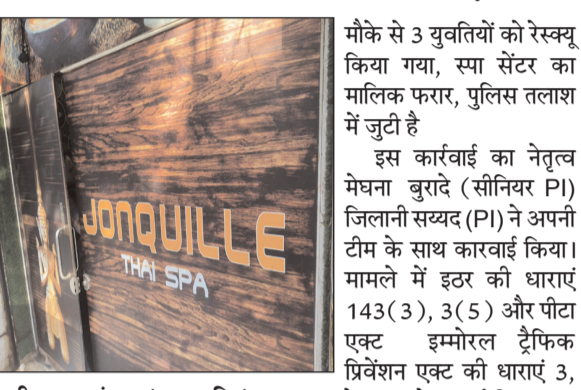 JONQUILLE
THAI SPA
मौके से 3 युवतियों को रेस्क्यू
किया गया, स्पा सेंटर का
मालिक फरार, पुलिस तलाश
में जुटी है
इस कार्रवाई का नेतृत्व
मेघना बुरादे (सीनियर PI)
जिलानी सय्यद (PI) ने अपनी
टीम के साथ कारवाई किया।
मामले में इठर की धाराएं
143(3), 3(5) और पीटा
एक्ट इम्मोरल ट्रैफिक
प्रिवेंशन एक्ट की धाराएं 3,